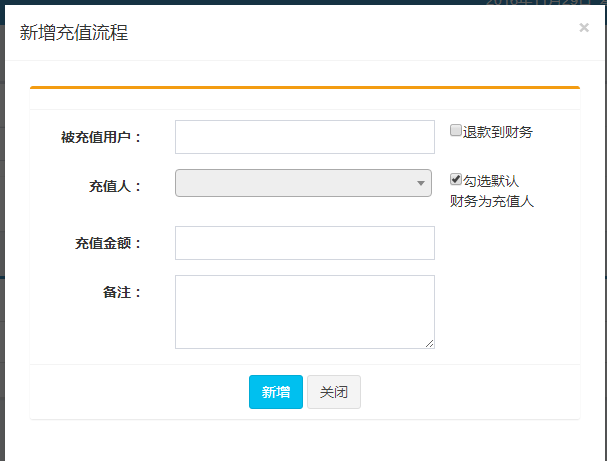 新增充值流程
×
被充值用户：
退款到财务
充值人：
勾选默认
财务为充值人
充值金额：
备注：
新增 关闭